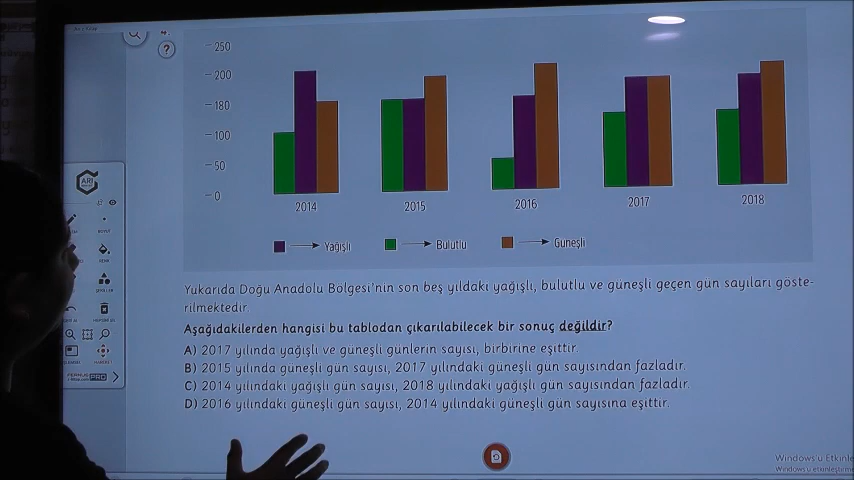 250
200
180
100
50
0
2014 2015 2016 2017 2018
Yağışlı Bulutlu Güneşli
Yukarıda Doğu Anadolu Bölgesi'nin son beş yıldaki yağışlı, bulutlu ve güneşli geçen gün sayıları göste-
rilmektedir.
Aşağıdakilerden hangisi bu tablodan çıkarılabilecek bir sonuç değildir?
A) 2017 yılında yağışlı ve güneşli günlerin sayısı, birbirine eşittir.
B) 2015 yılında güneşli gün sayısı, 2017 yılındaki güneşli gün sayısından fazladır.
C) 2014 yılındaki yağışlı gün sayısı, 2018 yılındaki yağışlı gün sayısından fazladır.
D) 2016 yılındaki güneşli gün sayısı, 2014 yılındaki güneşli gün sayısına eşittir.
ARI
PRO
Windows'u Etkinle
Windows'u etkinleştirme